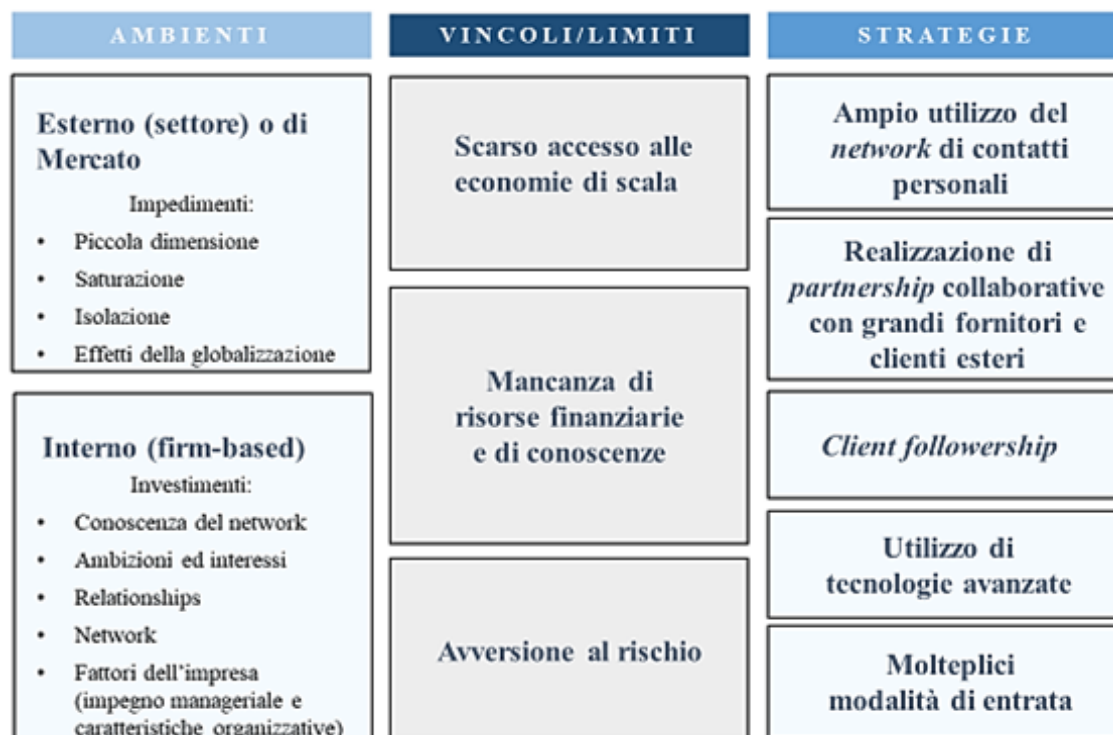 AMBIENTI
Esterno (settore) o di
Mercato
Impedimenti:
• Piccola dimensione
• Saturazione
• Isolazione
• Effetti della globalizzazione
Interno (firm-based)
Investimenti:
• Conoscenza del network
• Ambizioni ed interessi
• Relationships
• Network
• Fattori dell'impresa
(impegno manageriale e
caratteristiche organizzative)
VINCOLI/LIMITI
Scarso accesso alle
economie di scala
Mancanza di
risorse finanziarie
e di conoscenze
Avversione al rischio
STRATEGIE
Ampio utilizzo del
network di contatti
personali
Realizzazione di
partnership collaborative
con grandi fornitori e
clienti esteri
Client followership
Utilizzo di
tecnologie avanzate
Molteplici
modalità di entrata